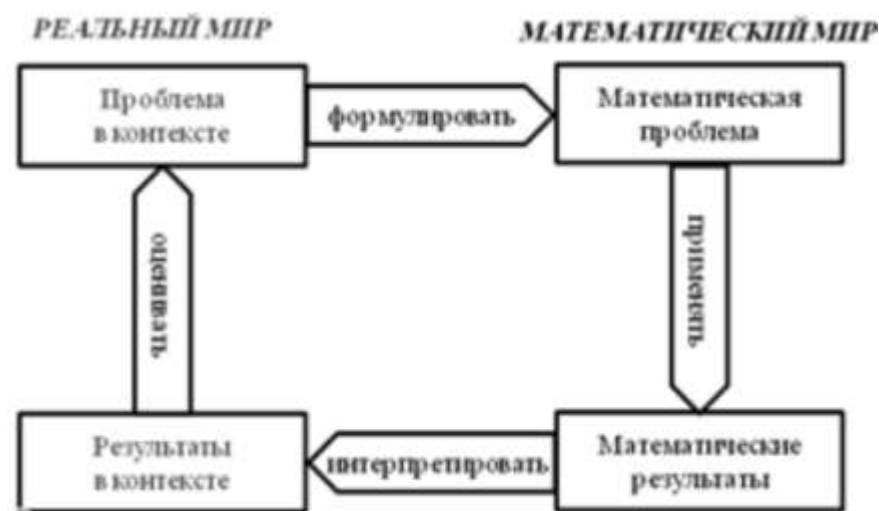 РЕАЛЬНЫЙ МИР
МАТЕМАТИЧЕСКИЙ МИР
Проблема
в контексте
формулировать
Математическая
проблема
оценивать
применять
Результаты
в контексте
интерпретировать
Математические
результаты